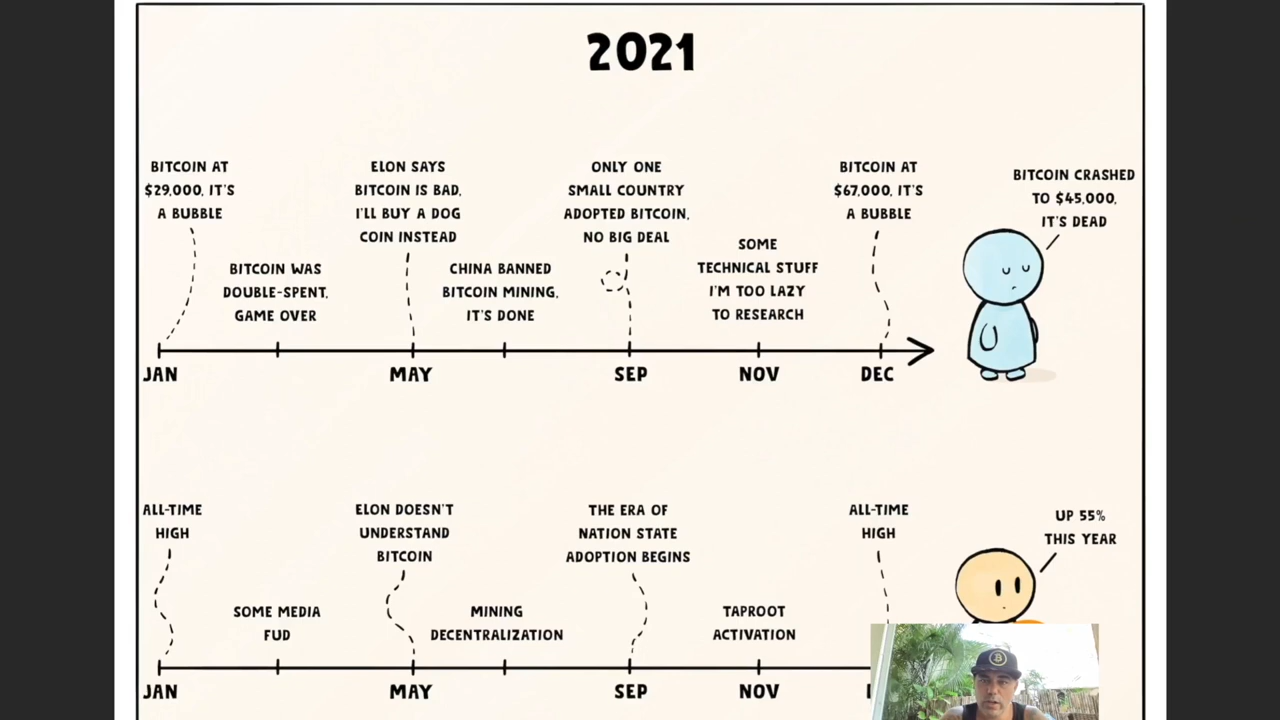 2021
BITCOIN AT
$29,000, IT'S
A BUBBLE
BITCOIN WAS
DOUBLE-SPENT,
GAME OVER
ELON SAYS
BITCOIN IS BAD,
I'LL BUY A DOG
COIN INSTEAD
CHINA BANNED
BITCOIN MINING,
IT'S DONE
ONLY ONE
SMALL COUNTRY
ADOPTED BITCOIN,
NO BIG DEAL
SOME
TECHNICAL STUFF
I'M TOO LAZY
TO RESEARCH
BITCOIN AT
$67,000, IT'S
A BUBBLE
BITCOIN CRASHED
TO $45,000,
IT'S DEAD
JAN MAY SEP NOV DEC
ALL-TIME
HIGH
SOME MEDIA
FUD
ELON DOESN'T
UNDERSTAND
BITCOIN
MINING
DECENTRALIZATION
THE ERA OF
NATION STATE
ADOPTION BEGINS
TAPROOT
ACTIVATION
ALL-TIME
HIGH
UP 55%
THIS YEAR
JAN MAY SEP NOV